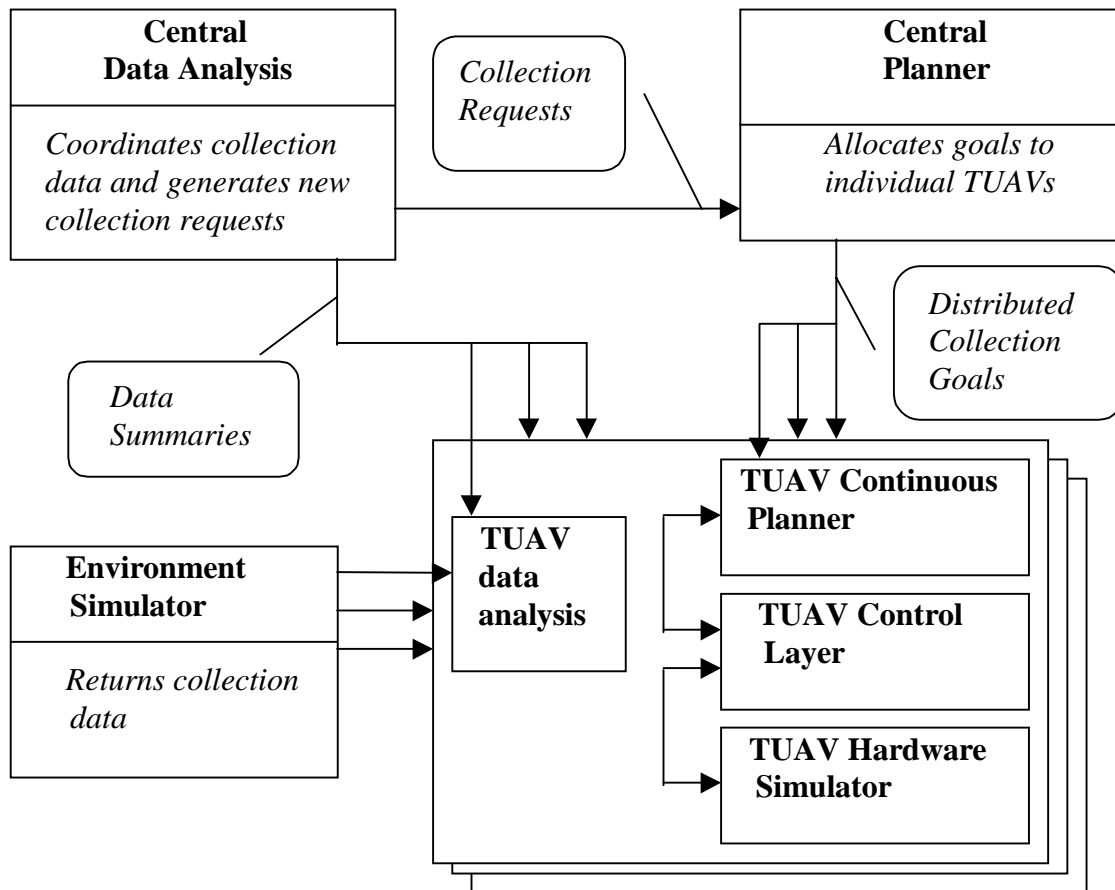 Central
Data Analysis
Coordinates collection
data and generates new
collection requests
Collection
Requests
Central
Planner
Allocates goals to
individual TUAVs
Data
Summaries
Distributed
Collection
Goals
Environment
Simulator
Returns collection
data
TUAV
data
analysis
TUAV Continuous
Planner
TUAV Control
Layer
TUAV Hardware
Simulator